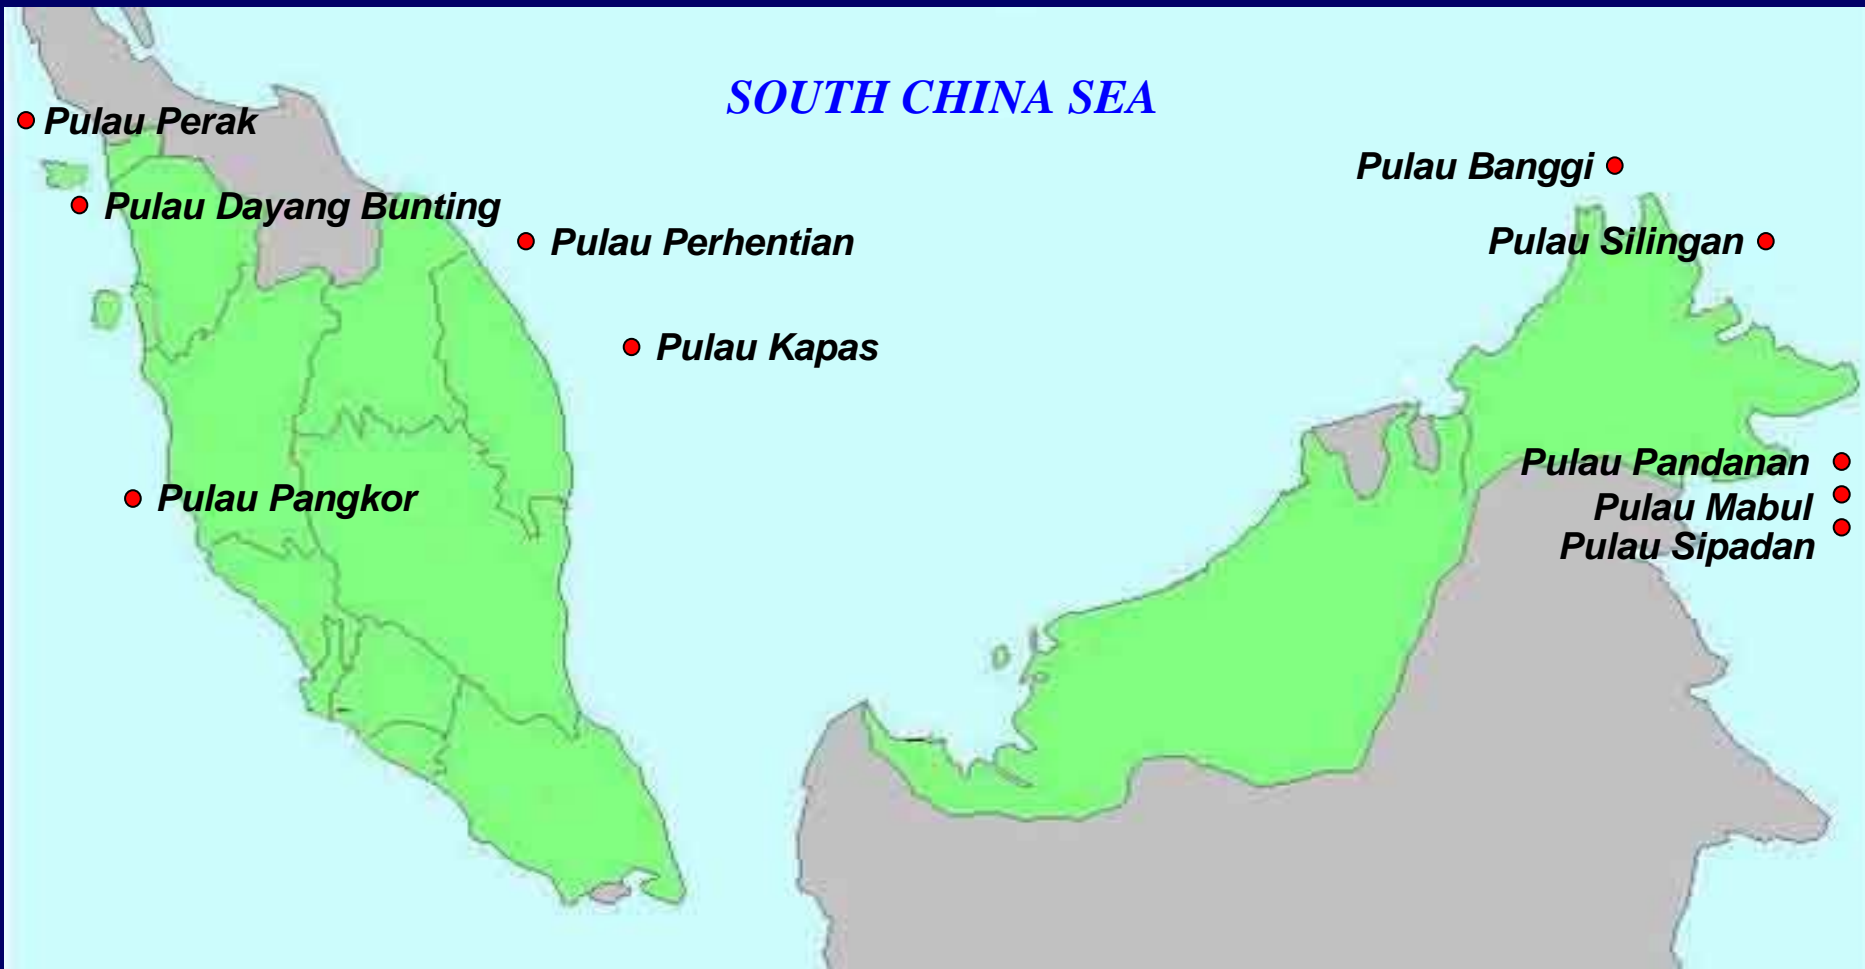 SOUTH CHINA SEA
Pulau Perak
Pulau Banggi
Pulau Dayang Bunting
Pulau Perhentian
Pulau Silingan
Pulau Kapas
Pulau Pandanan
Pulau Pangkor
Pulau Mabul
Pulau Sipadan